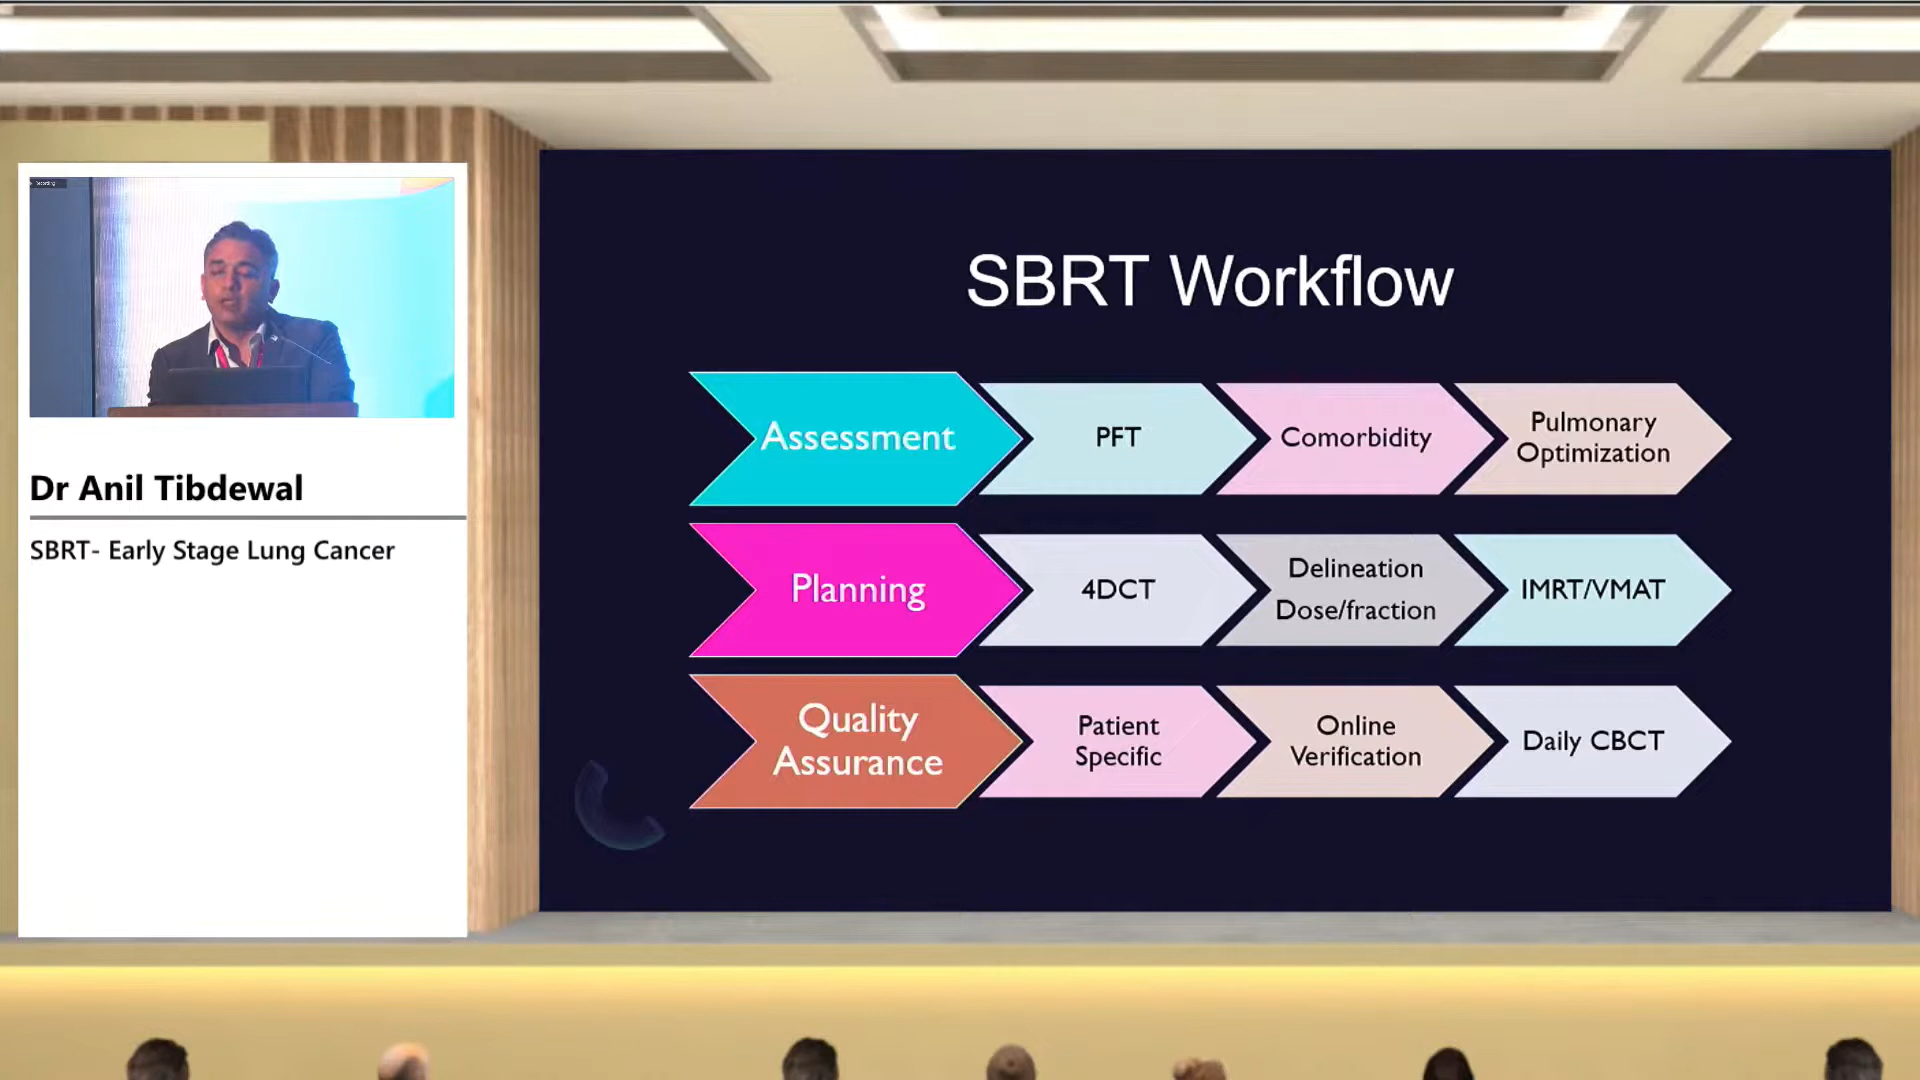 Recording
Dr Anil Tibdewal
SBRT- Early Stage Lung Cancer
SBRT Workflow
Assessment
PFT
Comorbidity
Pulmonary
Optimization
Planning
4DCT
Delineation
Dose/fraction
IMRT/VMAT
Quality
Assurance
Patient
Specific
Online
Verification
Daily CBCT